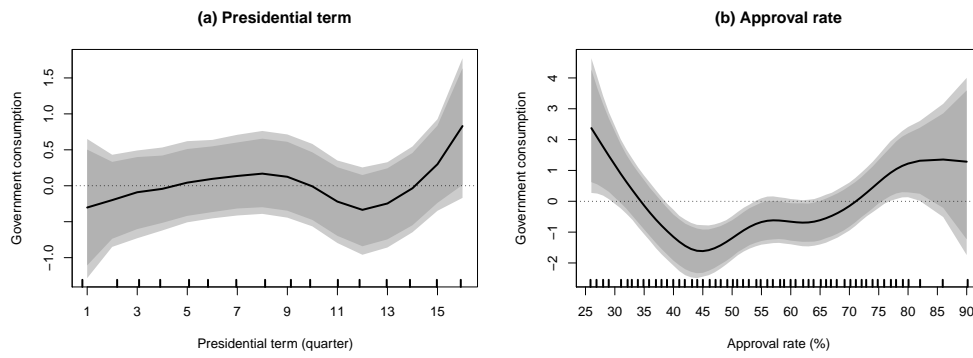 (a) Presidential term
Government consumption
1.5
1.0
0.5
0.0
−1.0
1 3 5 7 9 11 13 15
Presidential term (quarter)
(b) Approval rate
Government consumption
4
3
2
1
0
−1
−2
25 35 40 45 50 55 60 65 70 75 80 85 90
Approval rate (%)